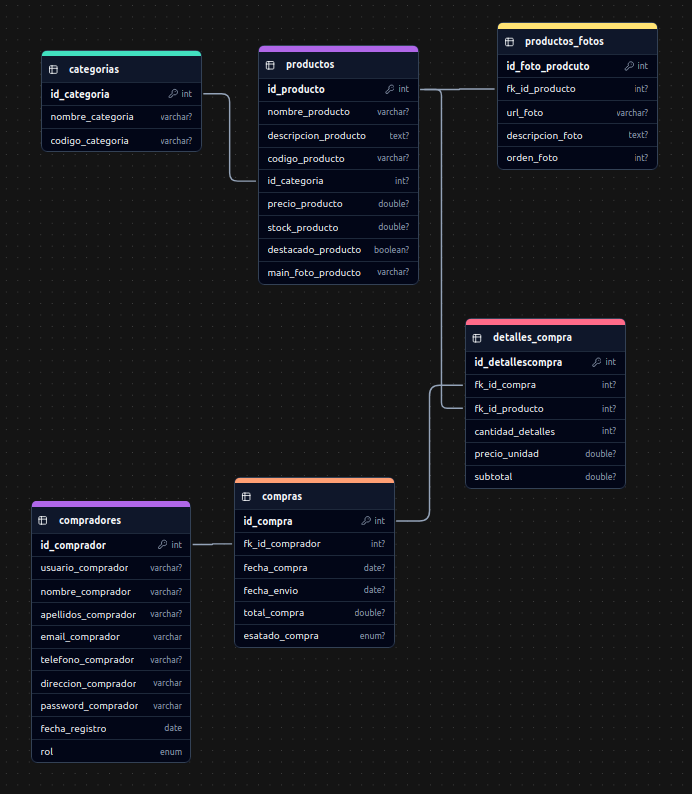 categorias
id_categoria int
nombre_categoria varchar?
codigo_categoria varchar?
productos
id_producto int
nombre_producto varchar?
descripcion_producto text?
codigo_producto varchar?
id_categoria int?
precio_producto double?
stock_producto double?
destacado_producto boolean?
main_foto_producto varchar?
productos_fotos
id_foto_prodcuto int
fk_id_producto int?
url_foto varchar?
descripcion_foto text?
orden_foto int?
detalles_compra
id_detallescompra int
fk_id_compra int?
fk_id_producto int?
cantidad_detalles int?
precio_unidad double?
subtotal double?
compradores
id_comprador int
usuario_comprador varchar?
nombre_comprador varchar?
apellidos_comprador varchar?
email_comprador varchar
telefono_comprador varchar?
direccion_comprador varchar
password_comprador varchar
fecha_registro date
rol enum
compras
id_compra int
fk_id_comprador int?
fecha_compra date?
fecha_envio date?
total_compra double?
esatado_compra enum?